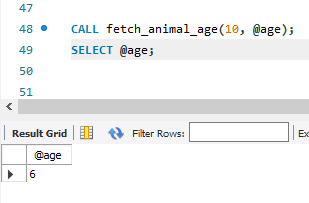 47
48 CALL fetch_animal_age(10, @age);
49 SELECT @age;
50
51
Result Grid Filter Rows: Ex
@age
6